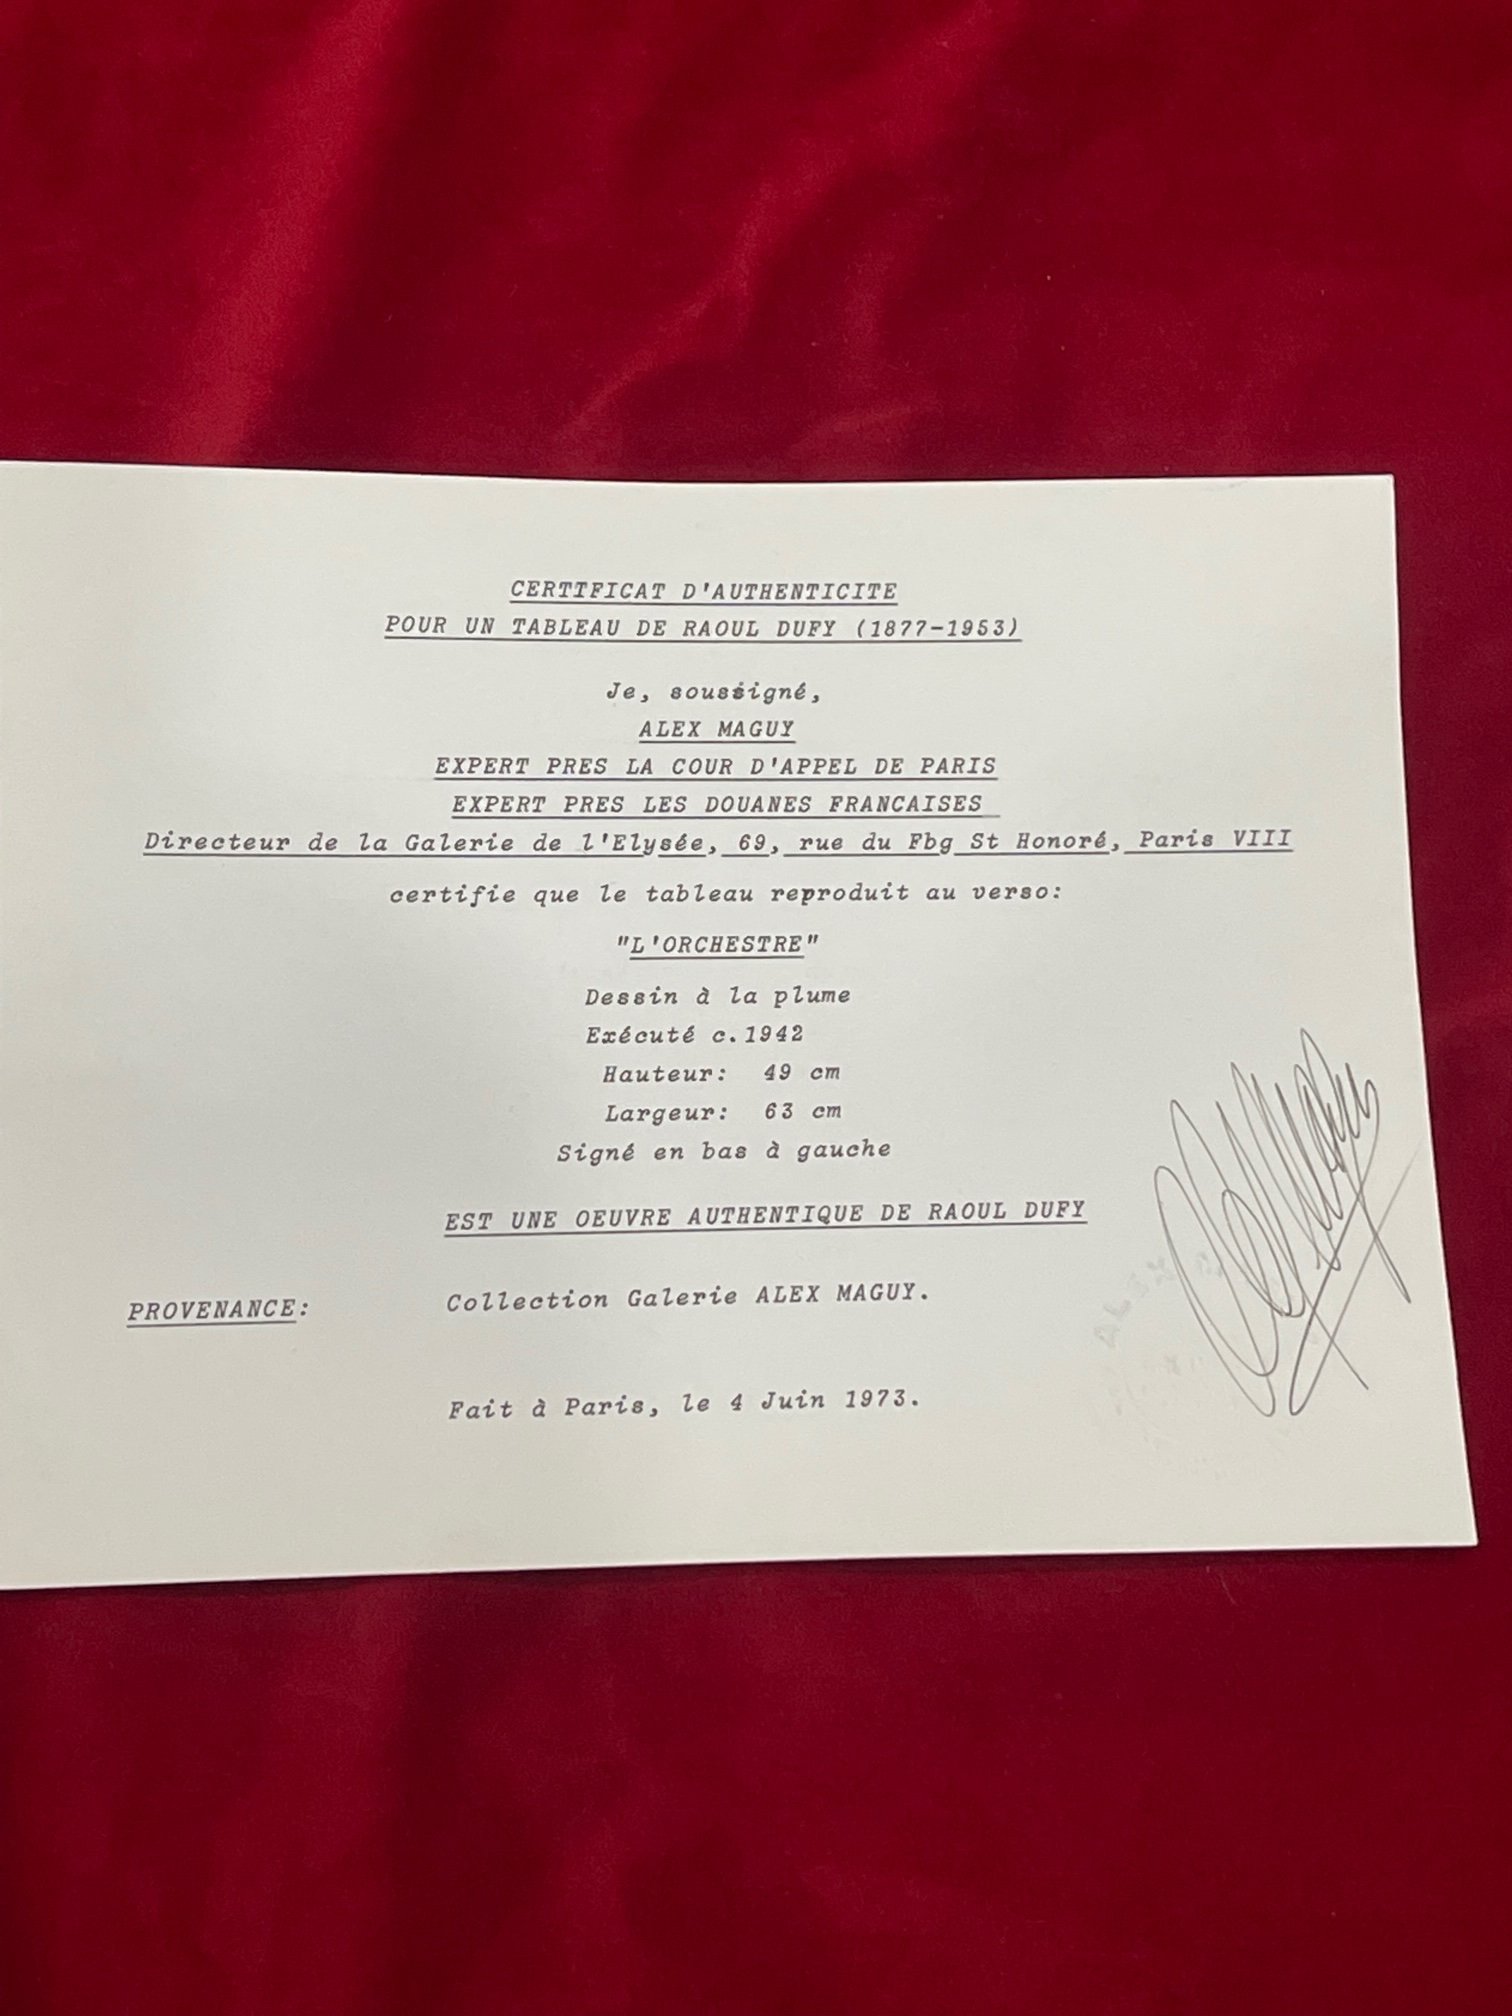 CERTIFICAT D'AUTHENTICITE
POUR UN TABLEAU DE RAOUL DUFY (1877-1953)
Je, soussigné,
ALEX MAGUY
EXPERT PRES LA COUR D'APPEL DE PARIS
EXPERT PRES LES DOUANES FRANCAISES
Directeur de la Galerie de l'Elysée, 69, rue du Fbg St Honoré, Paris VIII
certifie que le tableau reproduit au verso:
"L'ORCHESTRE"
Dessin à la plume
Exécuté c.1942
Hauteur: 49 cm
Largeur: 63 cm
Signé en bas à gauche
EST UNE OEUVRE AUTHENTIQUE DE RAOUL DUFY
PROVENANCE: Collection Galerie ALEX MAGUY.
Fait à Paris, le 4 Juin 1973.